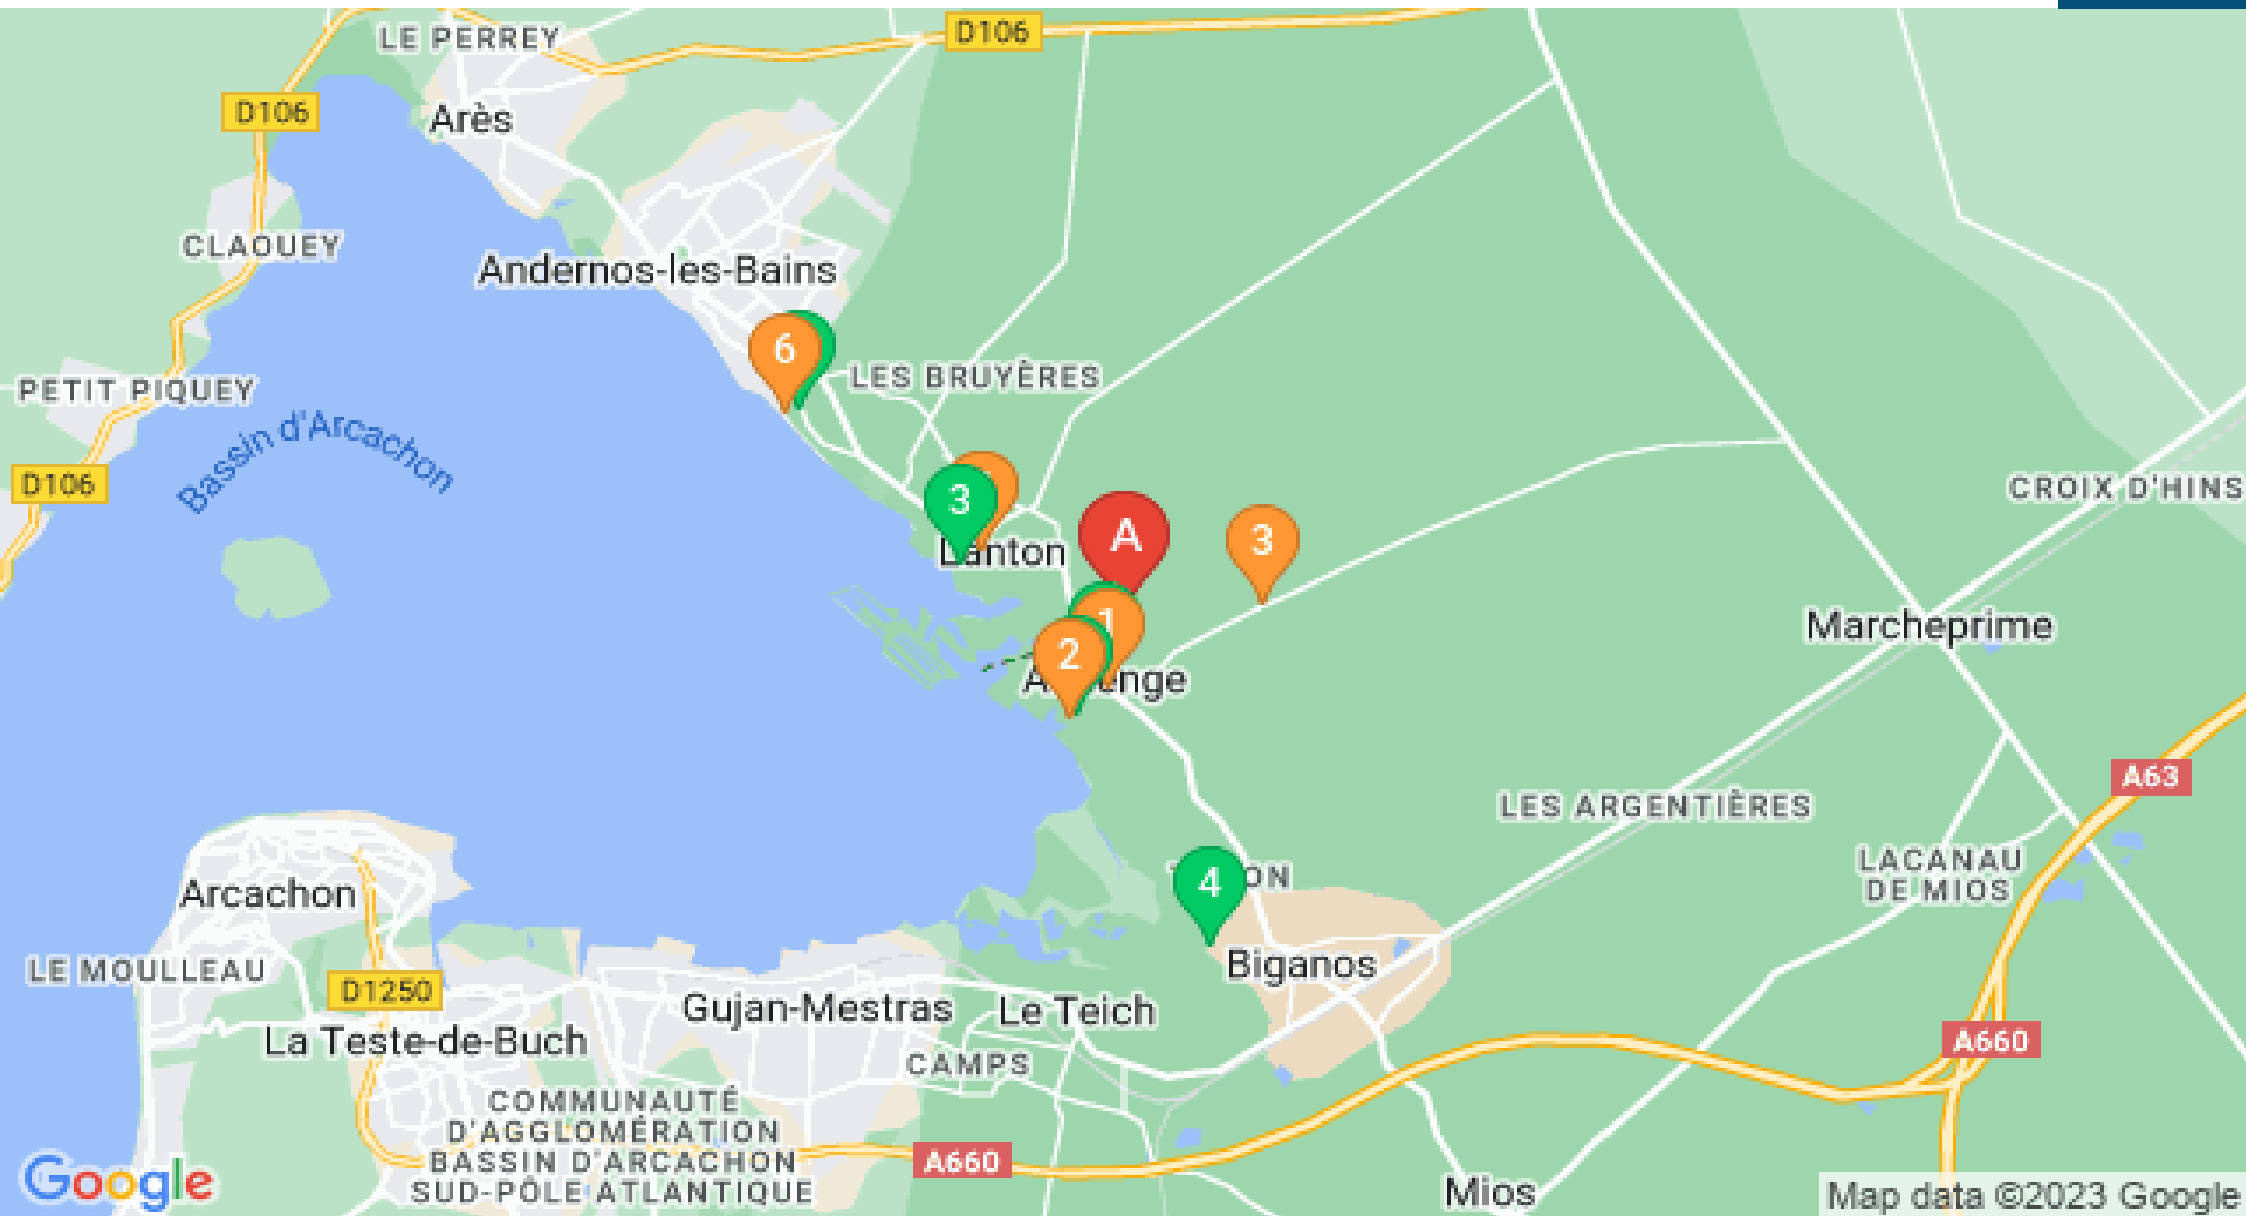 LE PERREY
D106
D106
Arès
CLAOUEY
Andernos-les-Bains
6
PETIT PIQUEY
LES BRUYÈRES
Bassin d'Arcachon
D106
CROIX D'HINS
3
A
3
Lanton
1
Marcheprime
2
A63
LES ARGENTIÈRES
LACANAU
DE MIOS
4
Arcachon
Biganos
LE MOULLEAU
D1250
Gujan-Mestras
Le Teich
La Teste-de-Buch
A660
CAMPS
COMMUNAUTÉ
D'AGGLOMÉRATION
BASSIN D'ARCACHON
SUD-PÔLE ATLANTIQUE
A660
Google
Mios
Map data ©2023 Google